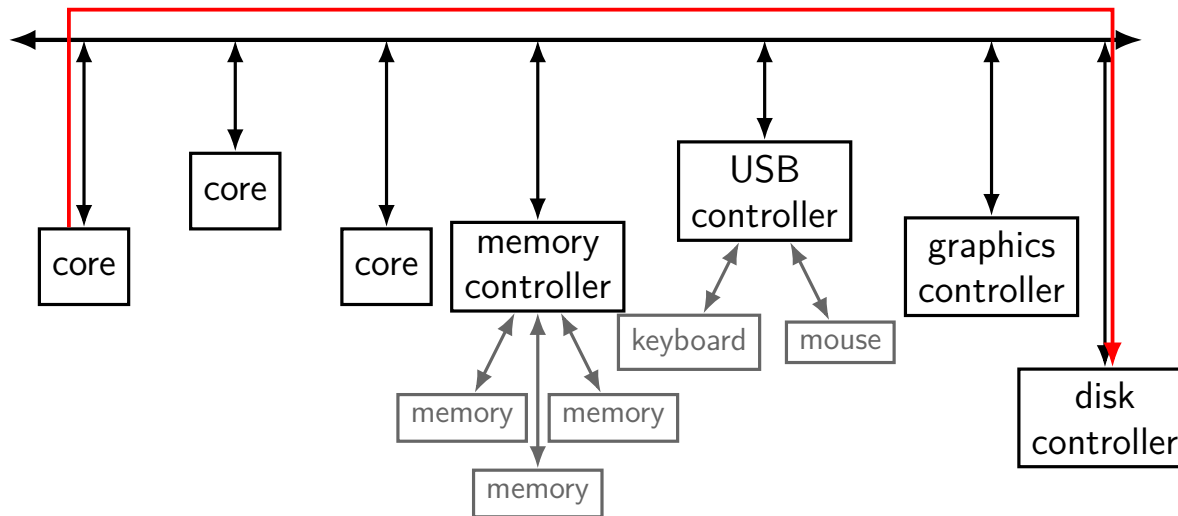 core
core
core
memory
controller
USB
controller
graphics
controller
disk
controller
keyboard
mouse
memory
memory
memory